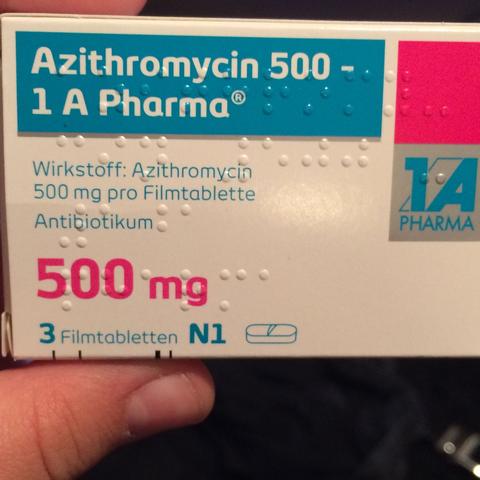 Azithromycin 500 -
1 A Pharma®
Wirkstoff: Azithromycin
500 mg pro Filmtablette
Antibiotikum
500 mg
3 Filmtabletten N1
1A
PHARMA